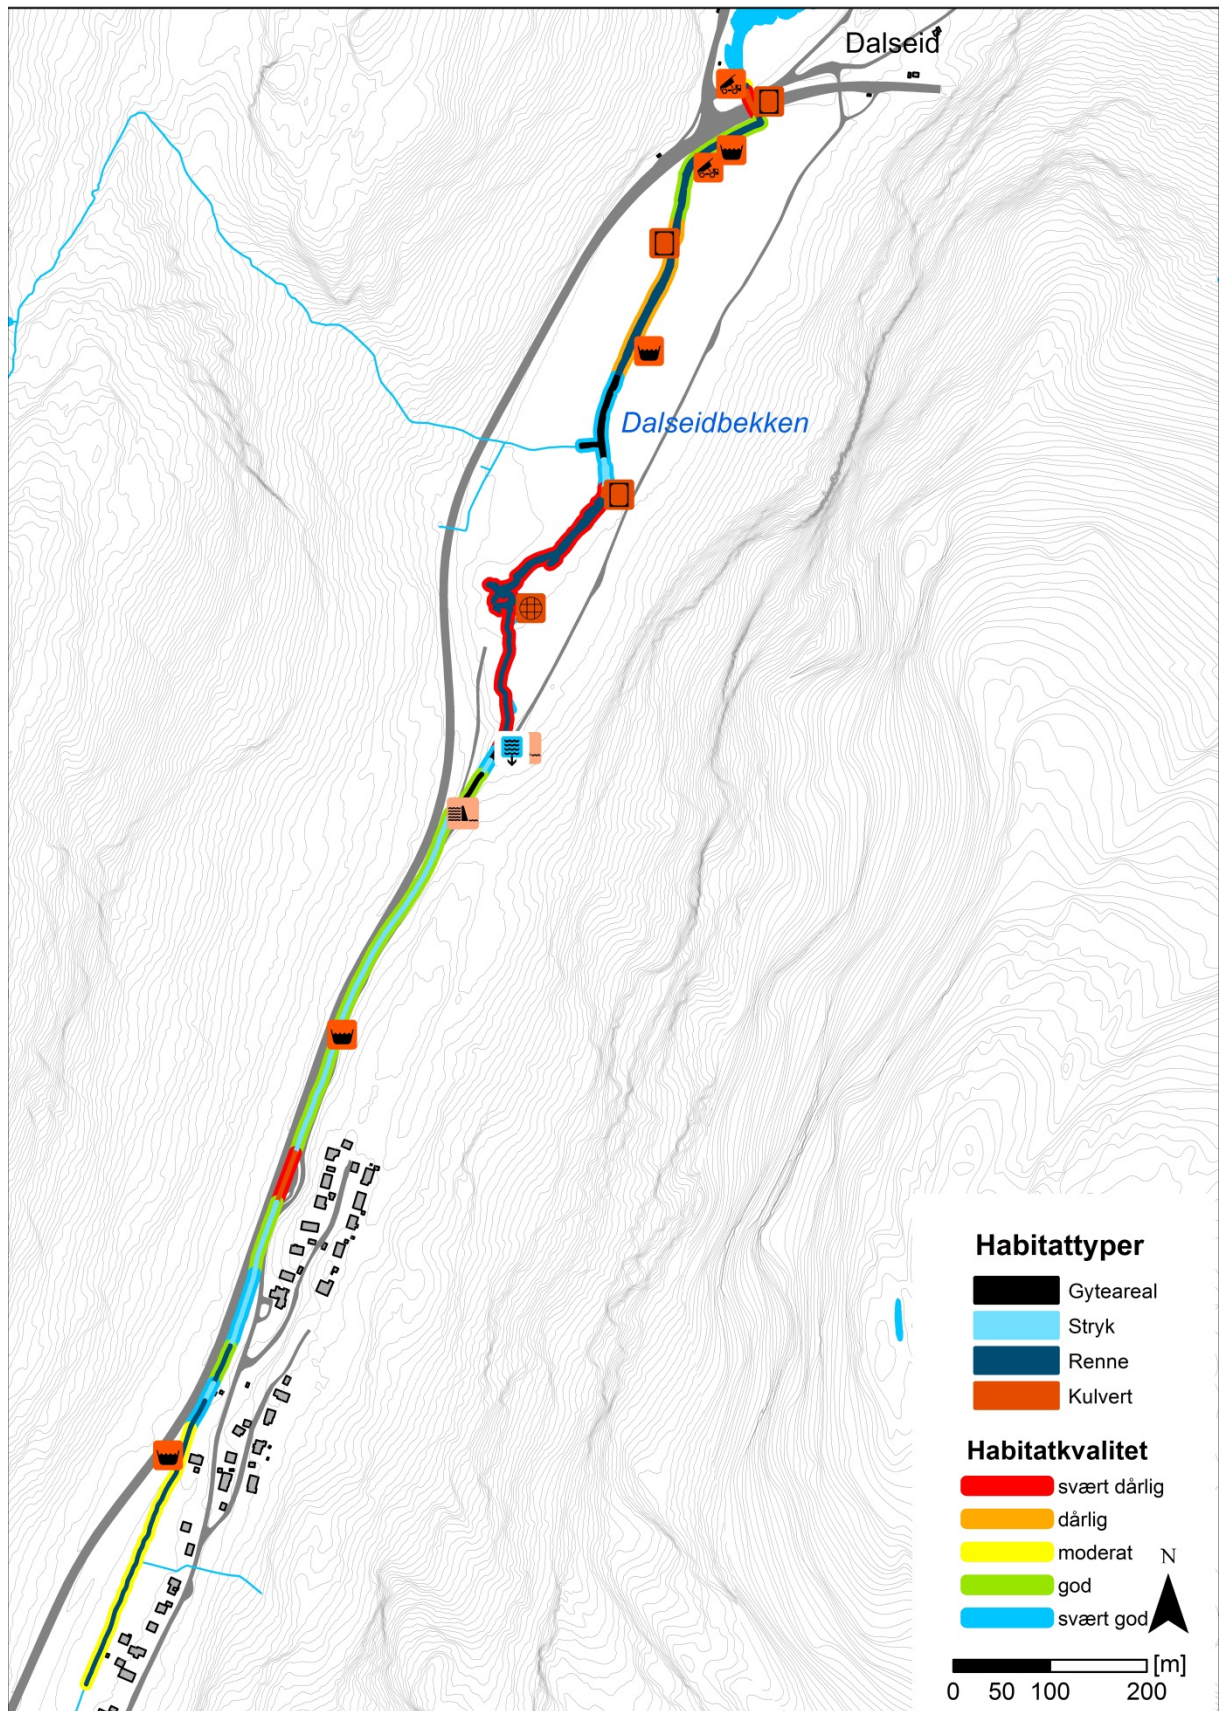 Dalseid
Dalseidbekken
Habitattyper
Gyteareal
Stryk
Renne
Kulvert
Habitatkvalitet
svært dårlig
dårlig
moderat
god
svært god
N
[m]
0 50 100 200